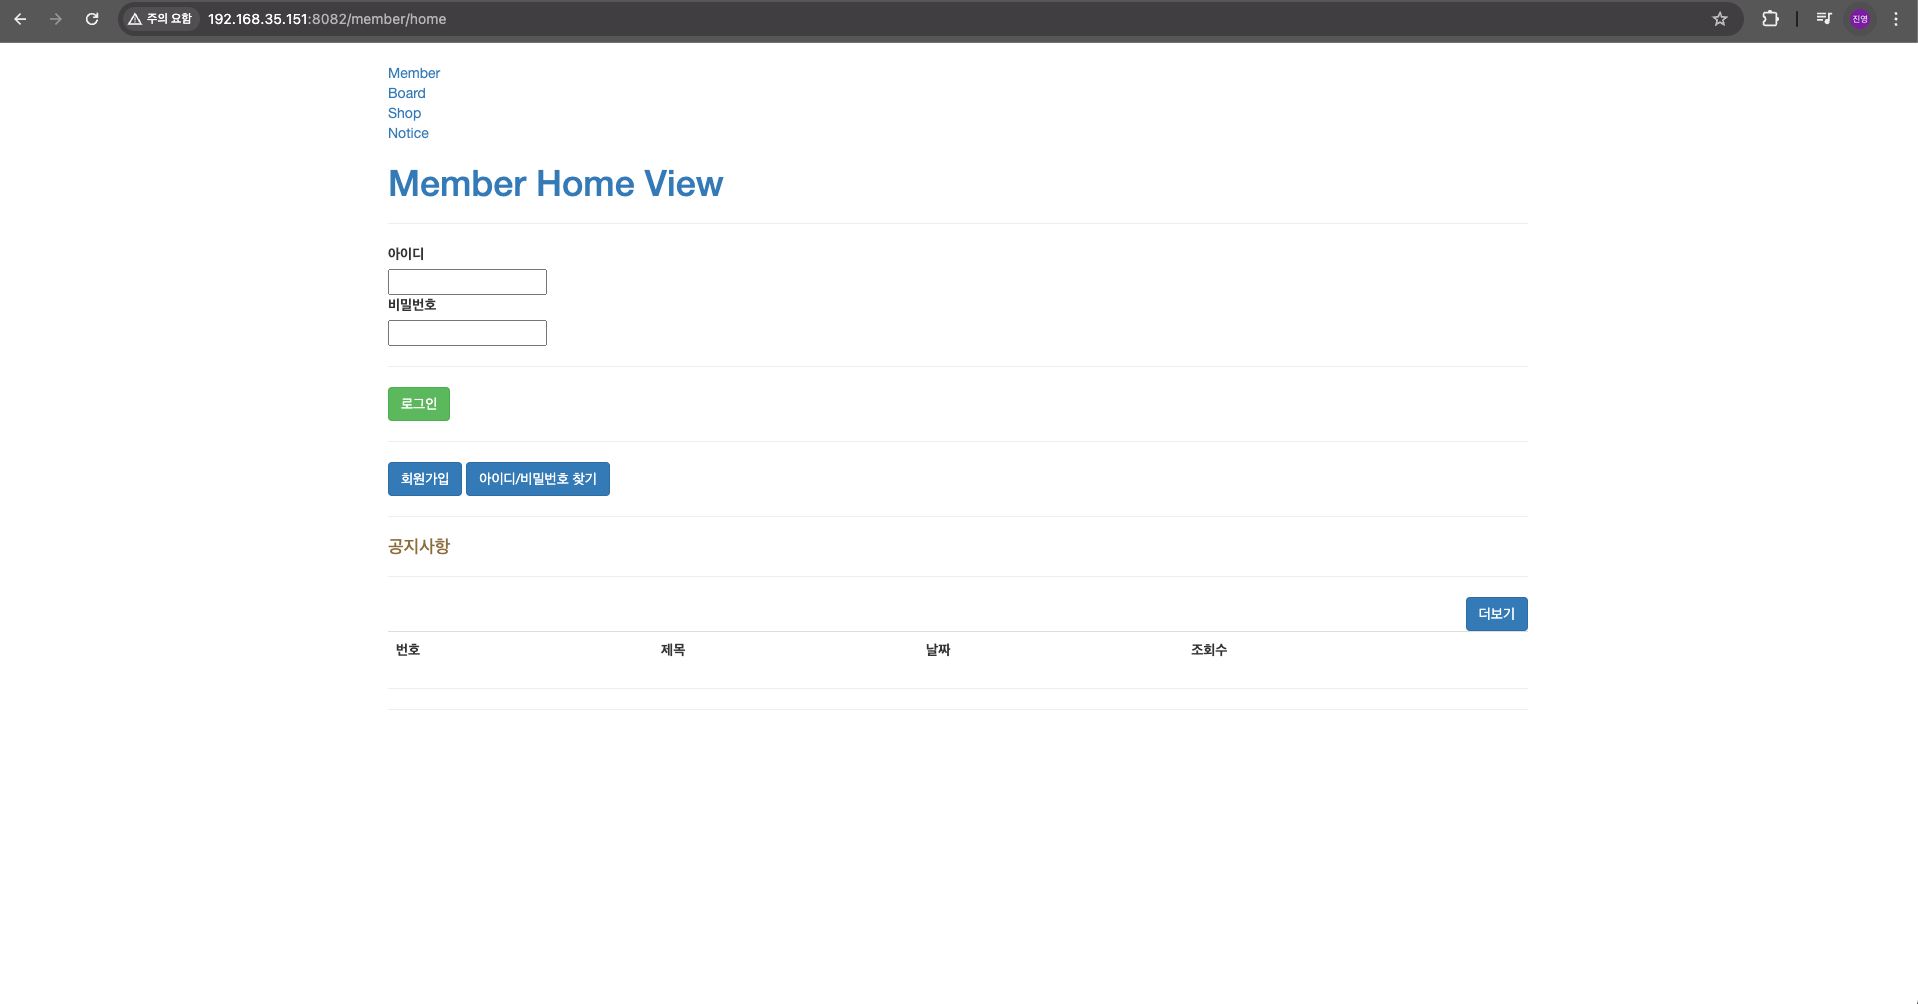 주의 요함 192.168.35.151:8082/member/home 진영
Member
Board
Shop
Notice
Member Home View
아이디
비밀번호
로그인
회원가입 아이디/비밀번호 찾기
공지사항
더보기
번호 제목 날짜 조회수